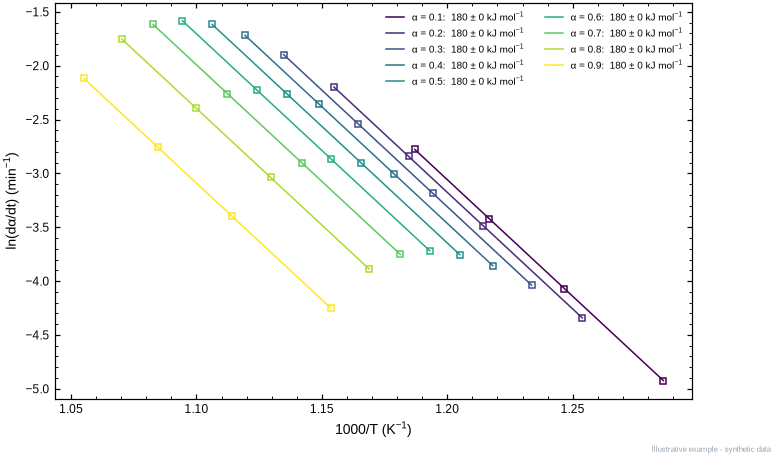 α = 0.1: 180 ± 0 kJ mol⁻¹
α = 0.2: 180 ± 0 kJ mol⁻¹
α = 0.3: 180 ± 0 kJ mol⁻¹
α = 0.4: 180 ± 0 kJ mol⁻¹
α = 0.5: 180 ± 0 kJ mol⁻¹
α = 0.6: 180 ± 0 kJ mol⁻¹
α = 0.7: 180 ± 0 kJ mol⁻¹
α = 0.8: 180 ± 0 kJ mol⁻¹
α = 0.9: 180 ± 0 kJ mol⁻¹
−1.5
−2.0
−2.5
−3.0
−3.5
−4.0
−4.5
−5.0
ln(dα/dt) (min⁻¹)
1.05 1.10 1.15 1.20 1.25
1000/T (K⁻¹)
Illustrative example - synthetic data